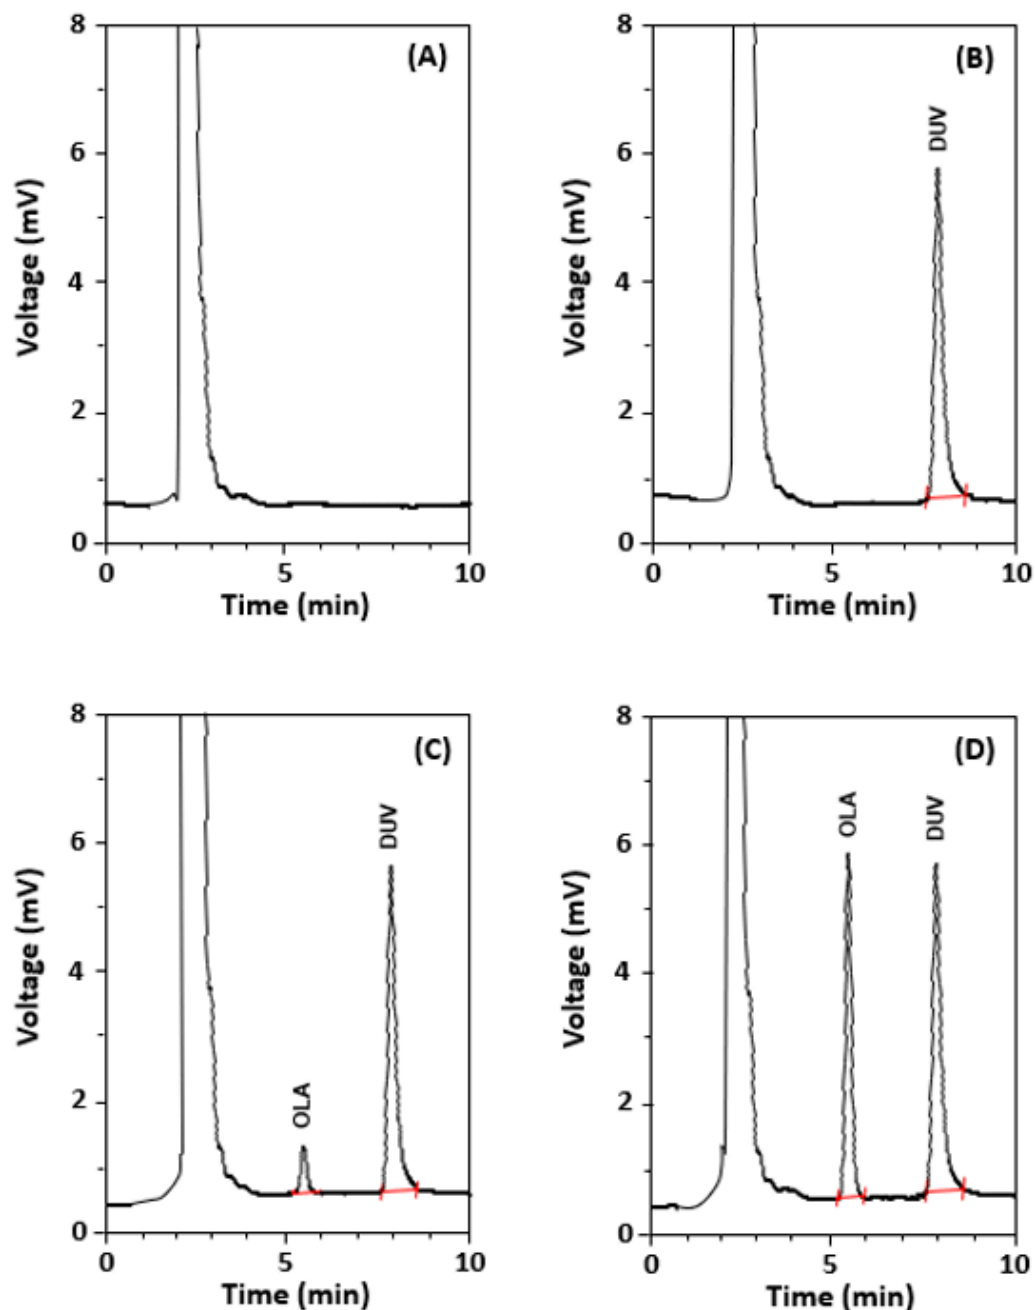 (A)
8
6
4
2
0
Voltage (mV)
0 5 10
Time (min)
(B)
DUV
8
6
4
2
0
Voltage (mV)
0 5 10
Time (min)
(C)
OLA
DUV
8
6
4
2
0
Voltage (mV)
0 5 10
Time (min)
(D)
OLA
DUV
8
6
4
2
0
Voltage (mV)
0 5 10
Time (min)